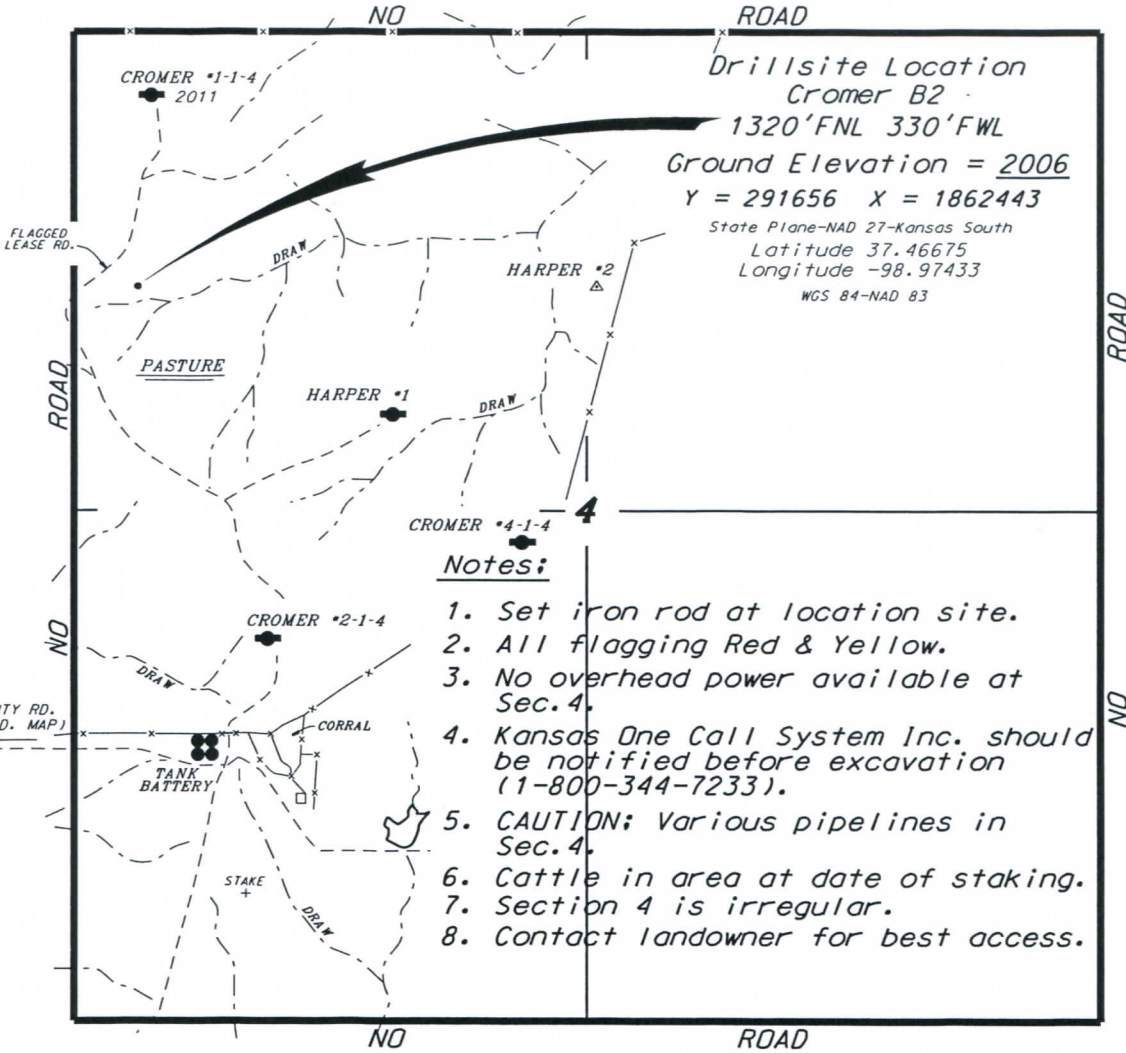 NO ROAD
CROMER #1-1-4
2011
Drillsite Location
Cromer B2
1320'FNL 330'FWL
Ground Elevation = 2006
Y = 291656 X = 1862443
State Plane-NAD 27-Kansas South
Latitude 37.46675
Longitude -98.97433
WGS 84-NAD 83
FLAGGED
LEASE RD.
DRAW
HARPER #2
ROAD
PASTURE
ROAD
HARPER #1
DRAW
4
CROMER #4-1-4
Notes:
1. Set iron rod at location site.
2. All flagging Red & Yellow.
3. No overhead power available at
Sec.4.
4. Kansas One Call System Inc. should
be notified before excavation
(1-800-344-7233).
5. CAUTION: Various pipelines in
Sec.4.
6. Cattle in area at date of staking.
7. Section 4 is irregular.
8. Contact landowner for best access.
CROMER #2-1-4
NO
DRAW
TY RD.
D. MAP)
CORRAL
TANK
BATTERY
NO
STAKE
DRAW
NO ROAD